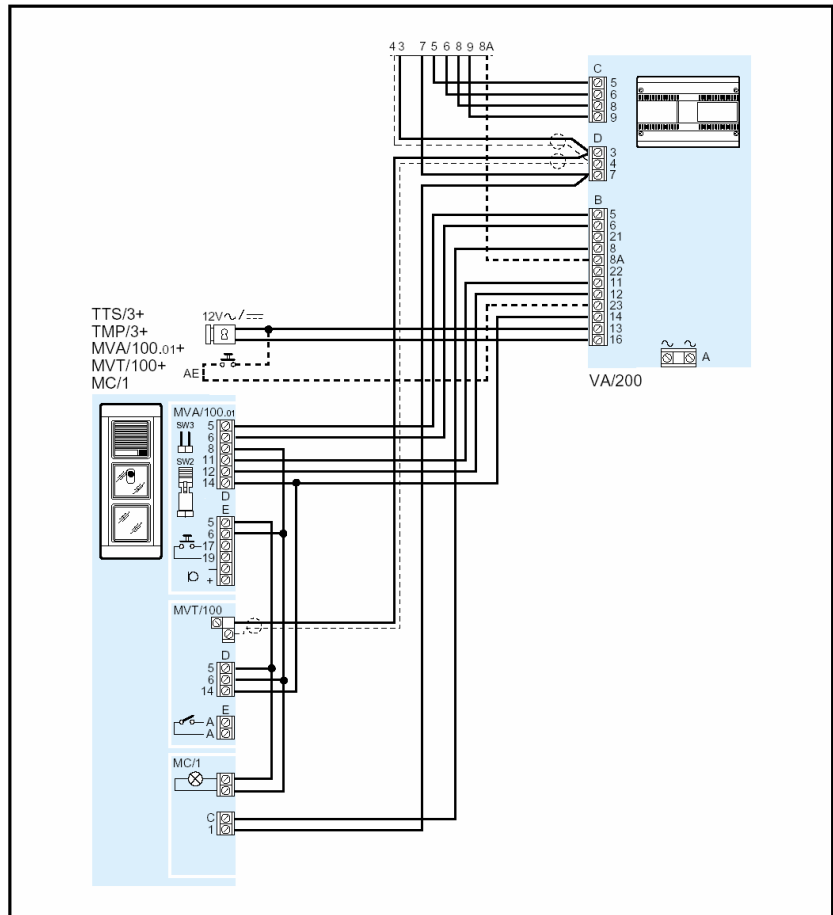 4 3 7 5 6 8 9 8A
C
5
6
8
9
D
3
4
7
B
5
6
21
8
8A
22
11
12
23
14
13
16
A
VA/200
TTS/3+
TMP/3+
MVA/100.01+
MVT/100+
MC/1
12V~/
AE
MVA/100.01
SW3
SW2
5
6
8
11
12
14
D
E
5
6
17
19
–
+
MVT/100
D
5
6
14
E
A
A
MC/1
C
1